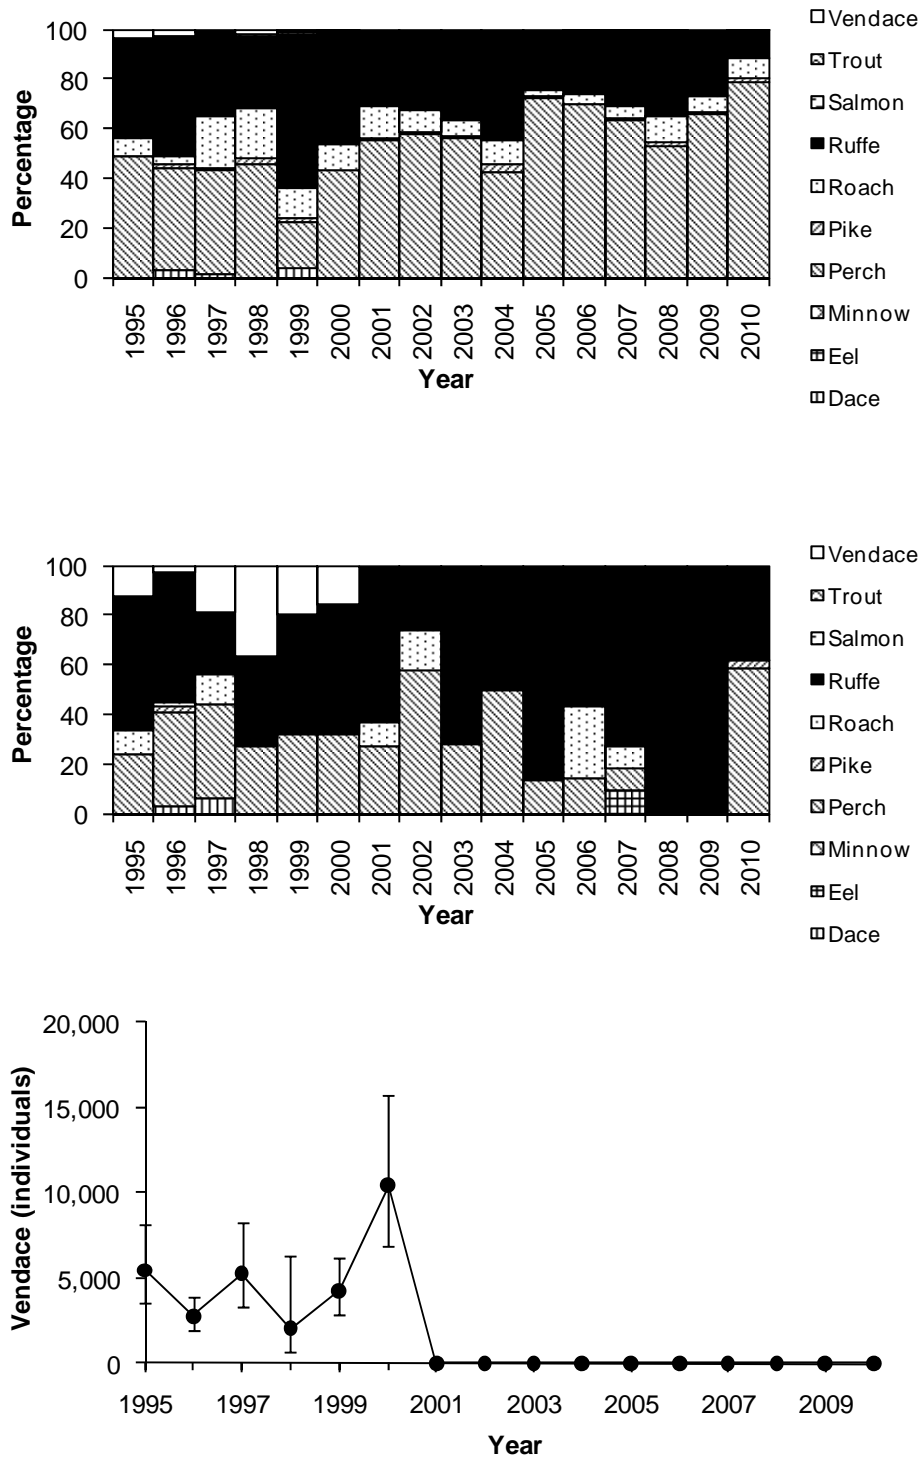 100
80
60
40
20
0
Percentage
1995
1996
1997
1998
1999
2000
2001
2002
2003
2004
2005
2006
2007
2008
2009
2010
Year
Vendace
Trout
Salmon
Ruffe
Roach
Pike
Perch
Minnow
Eel
Dace
100
80
60
40
20
0
Percentage
1995
1996
1997
1998
1999
2000
2001
2002
2003
2004
2005
2006
2007
2008
2009
2010
Year
Vendace
Trout
Salmon
Ruffe
Roach
Pike
Perch
Minnow
Eel
Dace
20,000
15,000
10,000
5,000
0
Vendace (individuals)
1995
1997
1999
2001
2003
2005
2007
2009
Year